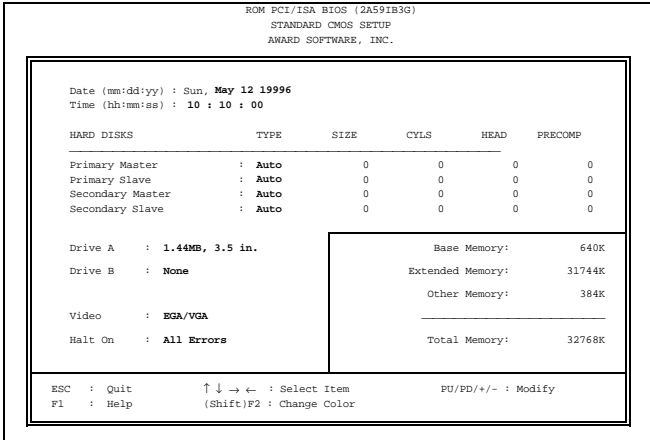 ROM PCI/ISA BIOS (2A59IB3G)
STANDARD CMOS SETUP
AWARD SOFTWARE, INC.
Date (mm:dd:yy) : Sun, May 12 19996
Time (hh:mm:ss) : 10 : 10 : 00
HARD DISKS TYPE SIZE CYLS HEAD PRECOMP
Primary Master : Auto 0 0 0 0
Primary Slave : Auto 0 0 0 0
Secondary Master : Auto 0 0 0 0
Secondary Slave : Auto 0 0 0 0
Drive A : 1.44MB, 3.5 in.
Drive B : None
Video : EGA/VGA
Halt On : All Errors
Base Memory: 640K
Extended Memory: 31744K
Other Memory: 384K
Total Memory: 32768K
ESC : Quit ↑ ↓ → ← : Select Item PU/PD/+/- : Modify
F1 : Help (Shift)F2 : Change Color